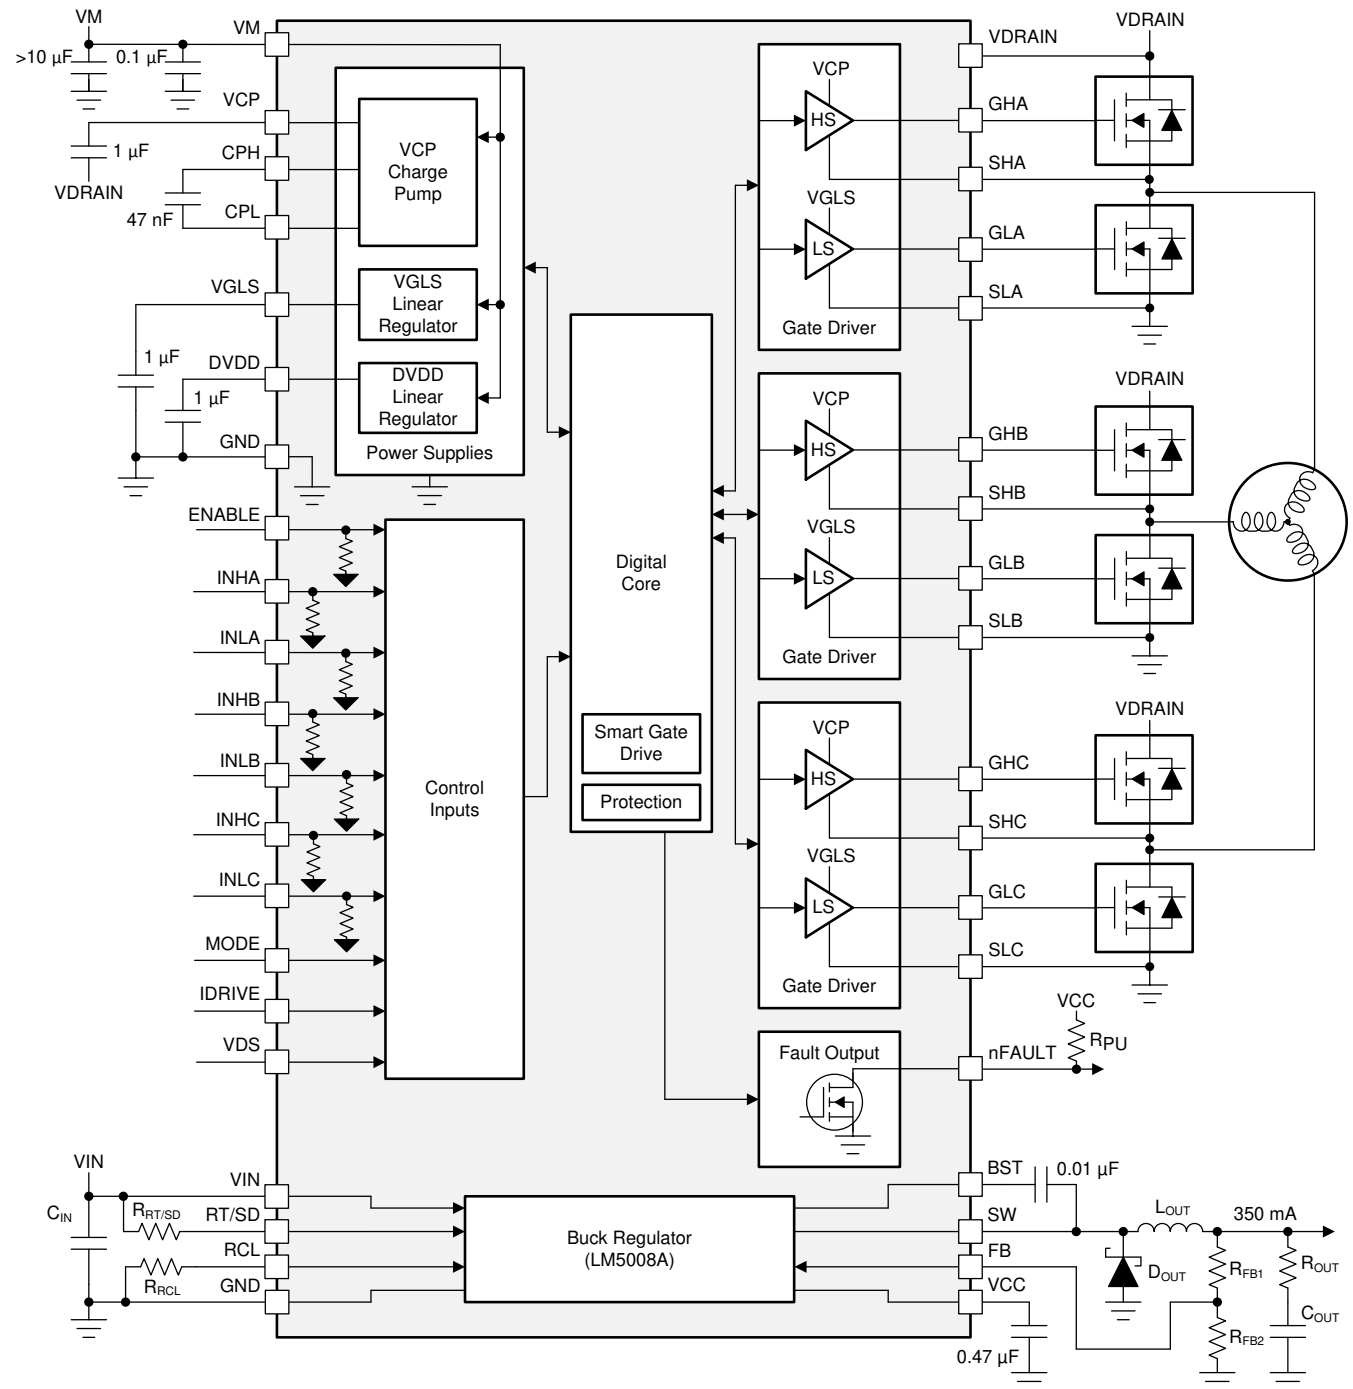 VM
VM
>10 µF
0.1 µF
VCP
1 µF
VDRAIN
CPH
47 nF
CPL
VCP
Charge
Pump
VGLS
VGLS
Linear
Regulator
1 µF
DVDD
1 µF
DVDD
Linear
Regulator
GND
Power Supplies
ENABLE
INHA
INLA
INHB
INLB
INHC
INLC
MODE
IDRIVE
VDS
Control
Inputs
Digital
Core
Smart Gate
Drive
Protection
VCP
HS
VGLS
LS
Gate Driver
VCP
HS
VGLS
LS
Gate Driver
VCP
HS
VGLS
LS
Gate Driver
Fault Output
VDRAIN
VDRAIN
GHA
SHA
GLA
SLA
VDRAIN
GHB
SHB
GLB
SLB
VDRAIN
GHC
SHC
GLC
SLC
VCC
RPU
nFAULT
VIN
VIN
CIN
RRT/SD
RT/SD
RCL
RRCL
GND
Buck Regulator
(LM5008A)
BST
0.01 µF
SW
LOUT
350 mA
FB
DOUT
RFB1
ROUT
VCC
0.47 µF
RFB2
COUT